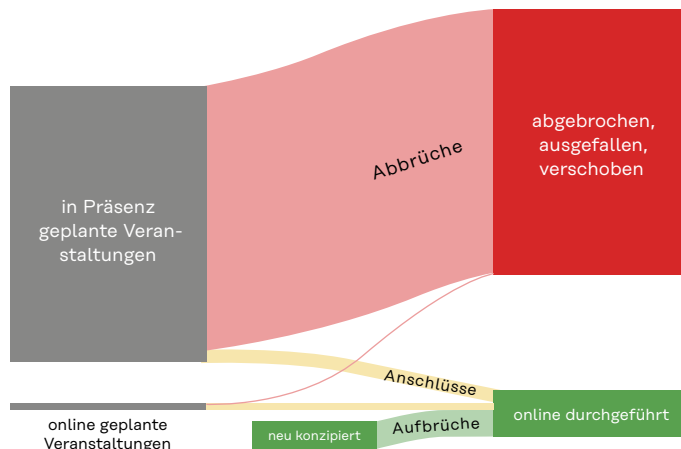 abgebrochen,
ausgefallen,
verschoben
Abbrüche
in Präsenz
geplante Veran-
staltungen
Anschlüsse
online geplante
Veranstaltungen
online durchgeführt
Aufbrüche
neu konzipiert